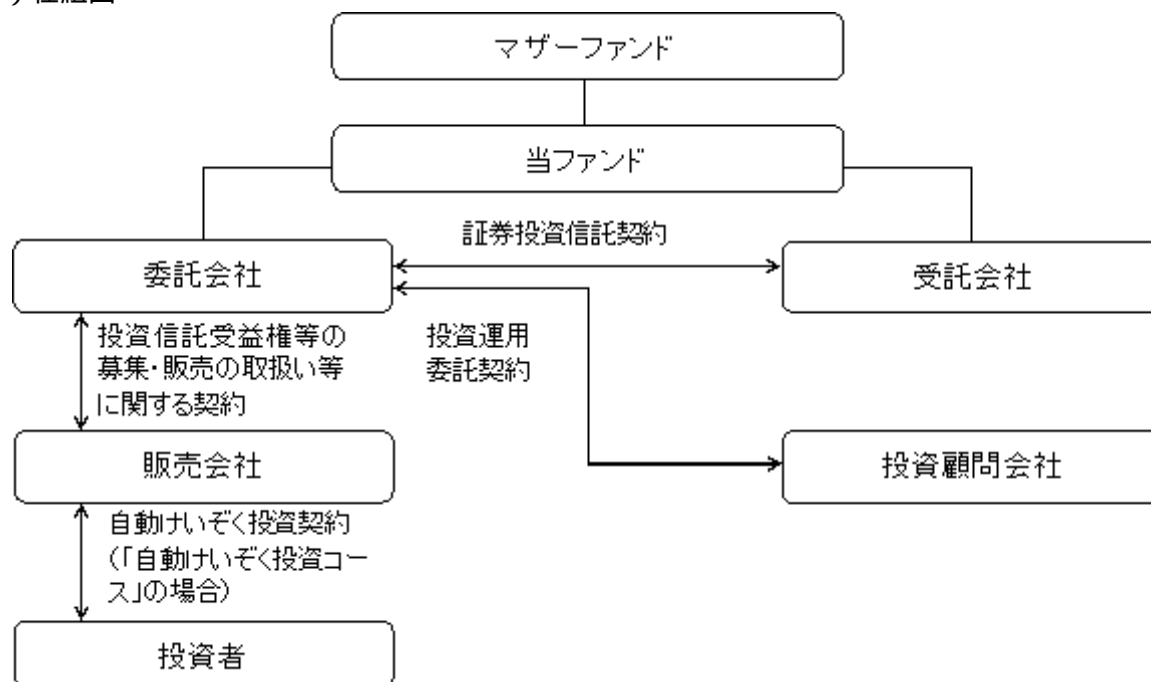 マザーファンド
当ファンド
証券投資信託契約
委託会社
受託会社
投資信託受益権等の
募集・販売の取扱い等
に関する契約
投資運用
委託契約
販売会社
投資顧問会社
自動けいぞく投資契約
(「自動けいぞく投資コー
ス」の場合)
投資者